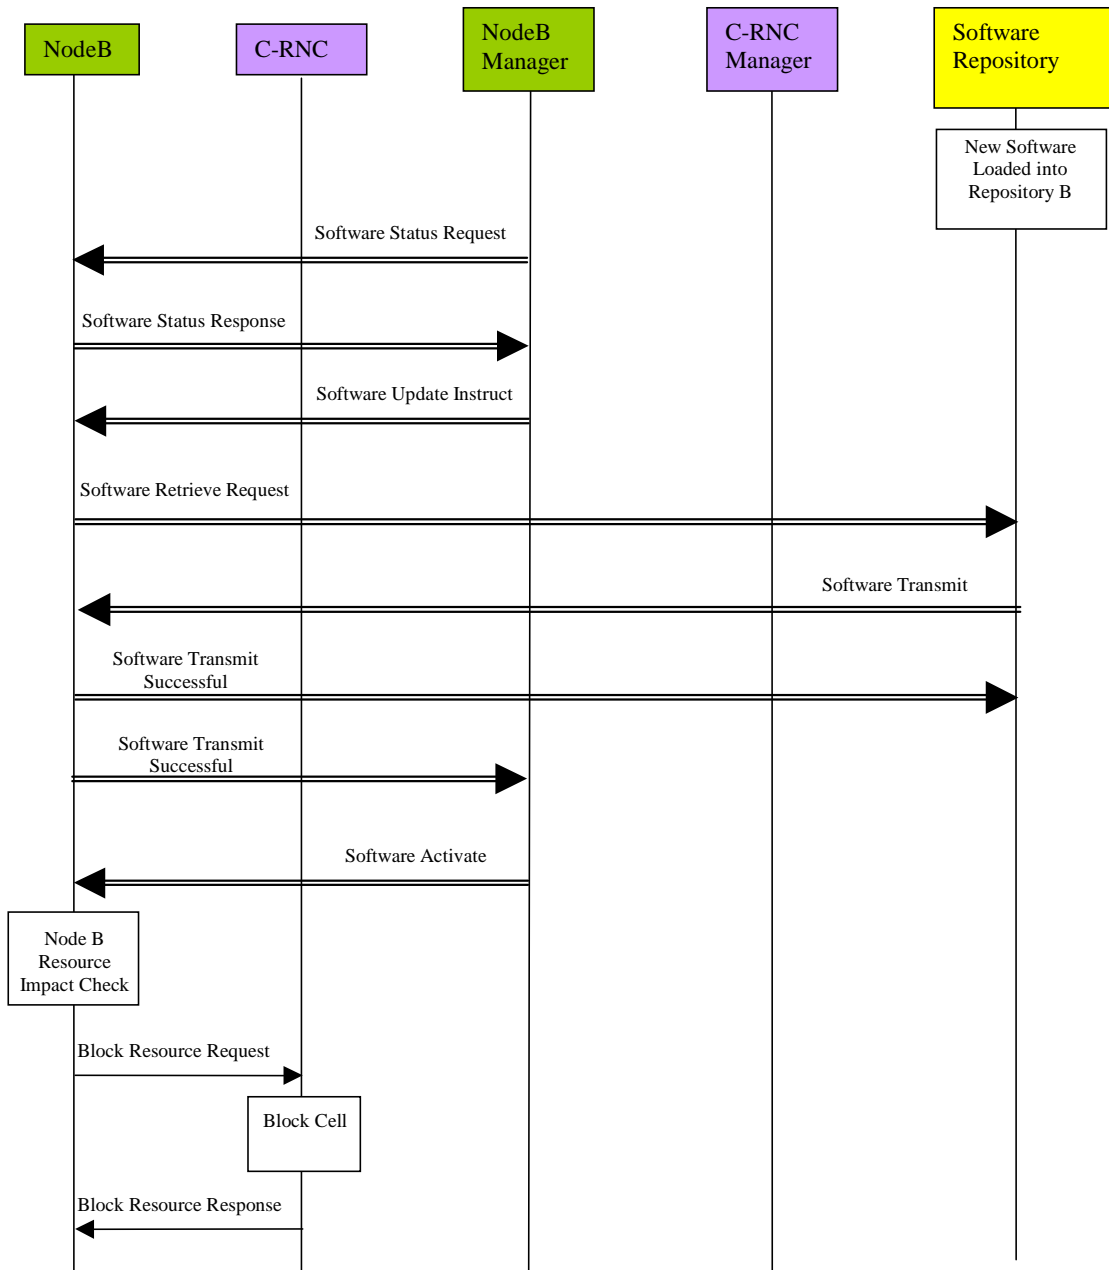 NodeB
C-RNC
NodeB
Manager
C-RNC
Manager
Software
Repository
New Software
Loaded into
Repository B
Software Status Request
Software Status Response
Software Update Instruct
Software Retrieve Request
Software Transmit
Software Transmit
Successful
Software Transmit
Successful
Software Activate
Node B
Resource
Impact Check
Block Resource Request
Block Cell
Block Resource Response